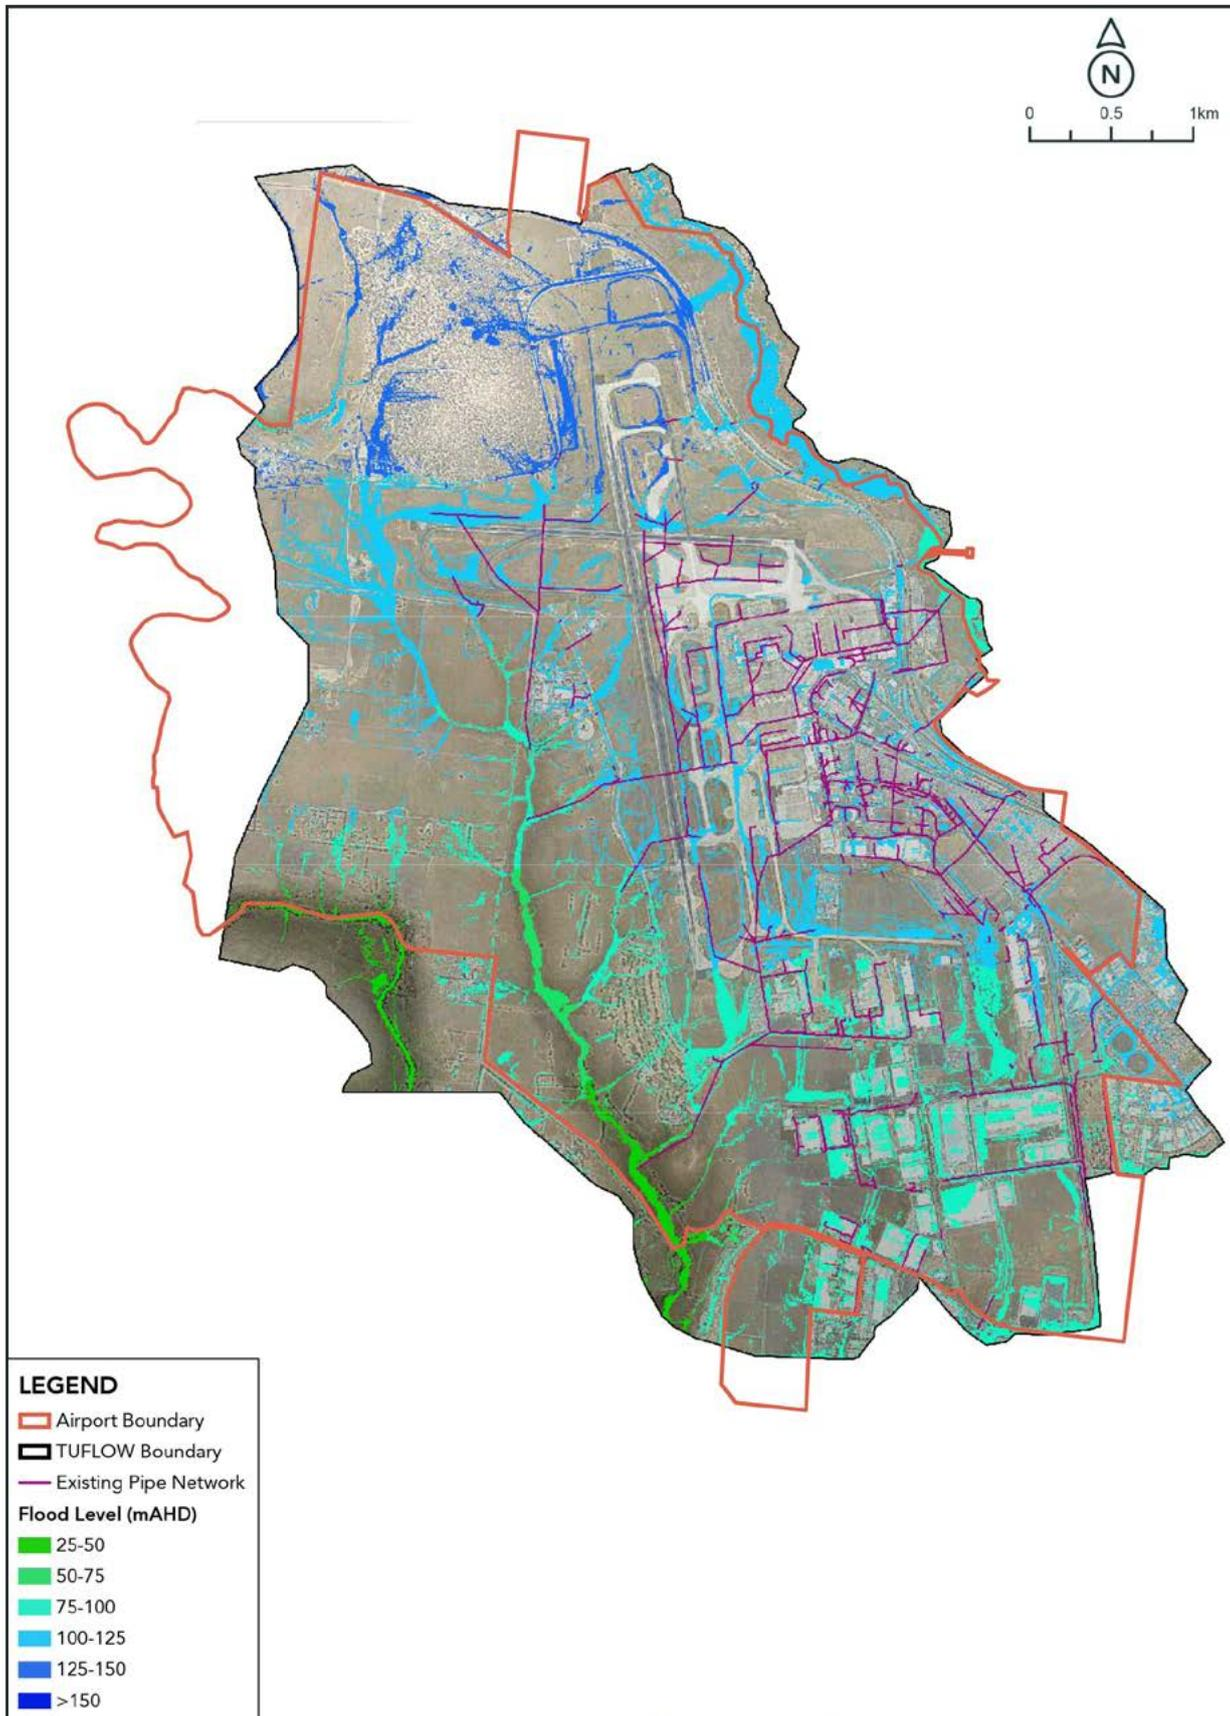 N
0 0.5 1km
LEGEND
Airport Boundary
TUFLOW Boundary
Existing Pipe Network
Flood Level (mAHD)
25-50
50-75
75-100
100-125
125-150
>150